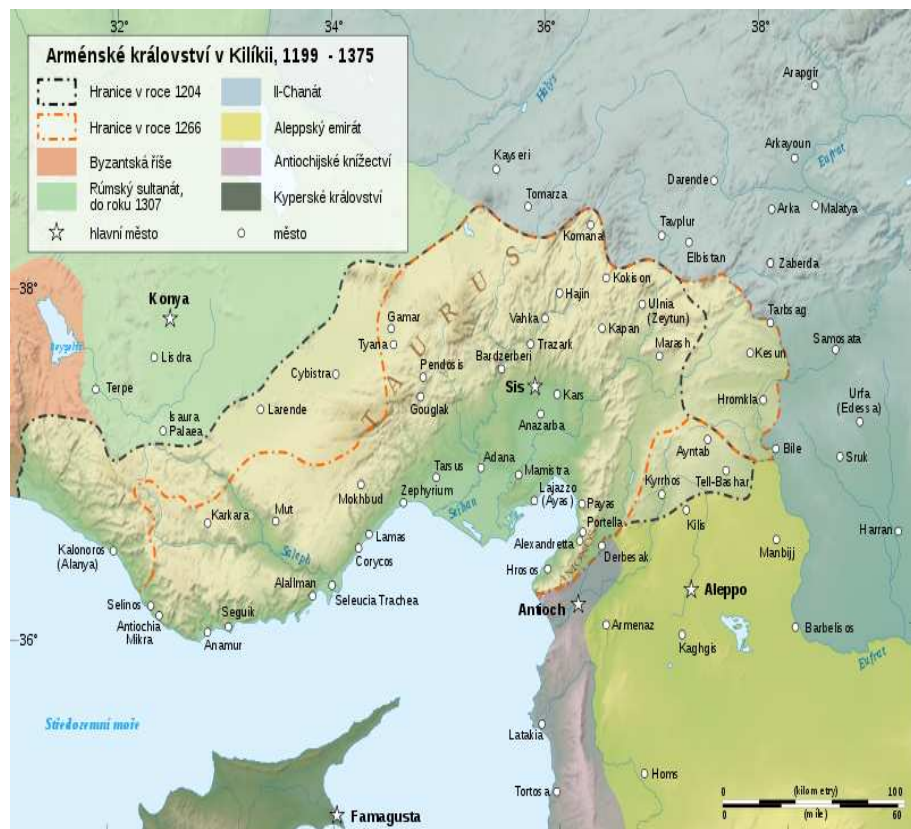 32°
34°
36°
38°
Arménské království v Kilíkii, 1199 - 1375
Hranice v roce 1204
Hranice v roce 1266
Byzantská říše
Rúmský sultanát,
do roku 1307
hlavní město
Il-Chanát
Aleppský emirát
Antiochijské knížectví
Kyperské království
město
Arapgir
Halys
Arkayoun
Eufrat
Kayseri
Darende
Tomarza
Arka
Malatya
Komana
Tavplur
Elbistan
Zaberda
38°
Kokison
TAURUS
Konya
Hajin
Ulnia
(Zeytun)
Tarbsag
Gamar
Vahka
Kapan
Tyana
Trazark
Marash
Kesun
Samosata
Lisdra
Bardzerberi
Cybistra
Pendosis
Sis
Kars
Terpe
Gouglak
Hromkla
Urfa
(Edessa)
Larende
Anazarba
Isaura
Palaea
Ayntab
Bile
Sruk
Adana
Tarsus
Mamistra
Tell-Bashar
Mokhbud
Zephyrium
Lajazzo
(Ayas)
Kyrrhos
Seihan
Payas
Karkara
Mut
Kilis
Portella
Harran
Lamas
Alexandretta
Manbijj
Kalonoros
(Alanya)
Saleph
Corycos
Derbesak
Hrosos
Alallman
Seleucia Trachea
Aleppo
Selinos
Antioch
Antiochia
Mikra
Seguik
Armenaz
Barbelisos
36°
Anamur
Kaghgis
Eufrat
Středozemní moře
Latakia
Homs
Tortosa
0 (kilometry) 100
0 (míle) 60
Famagusta